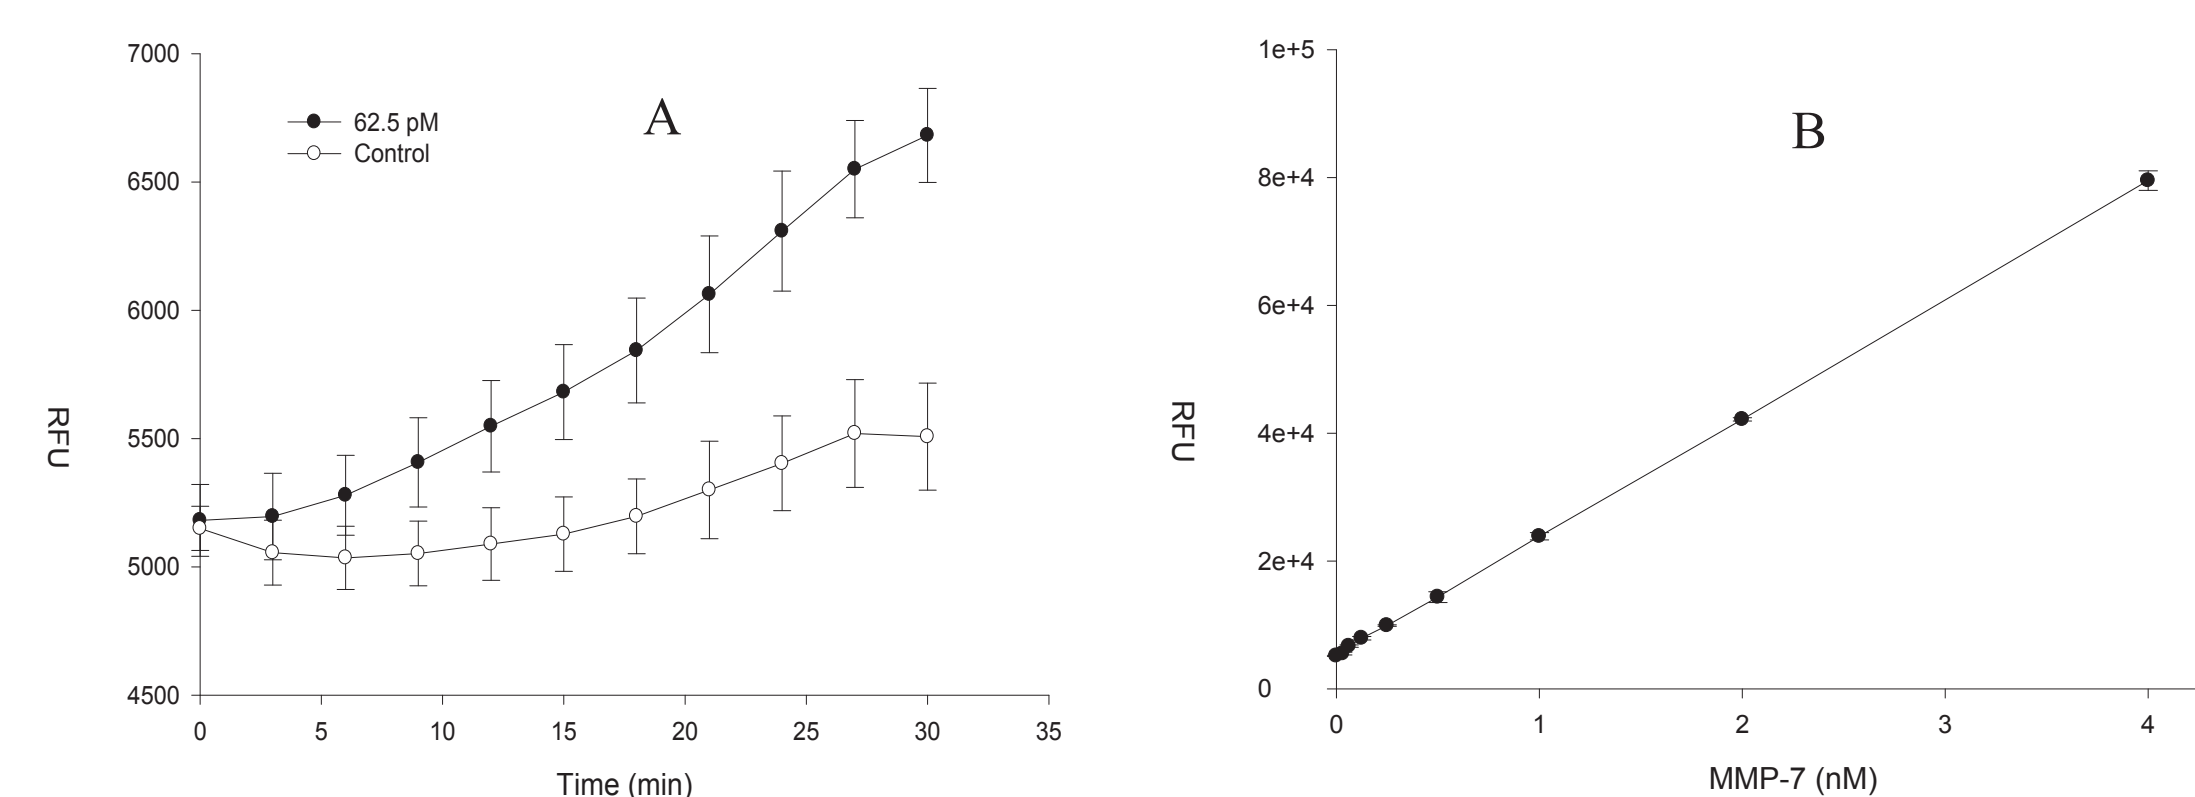 7000
6500
6000
5500
5000
4500
RFU
62.5 pM
Control
A
0 5 10 15 20 25 30 35
Time (min)
1e+5
8e+4
6e+4
4e+4
2e+4
0
RFU
B
0 1 2 3 4
MMP-7 (nM)